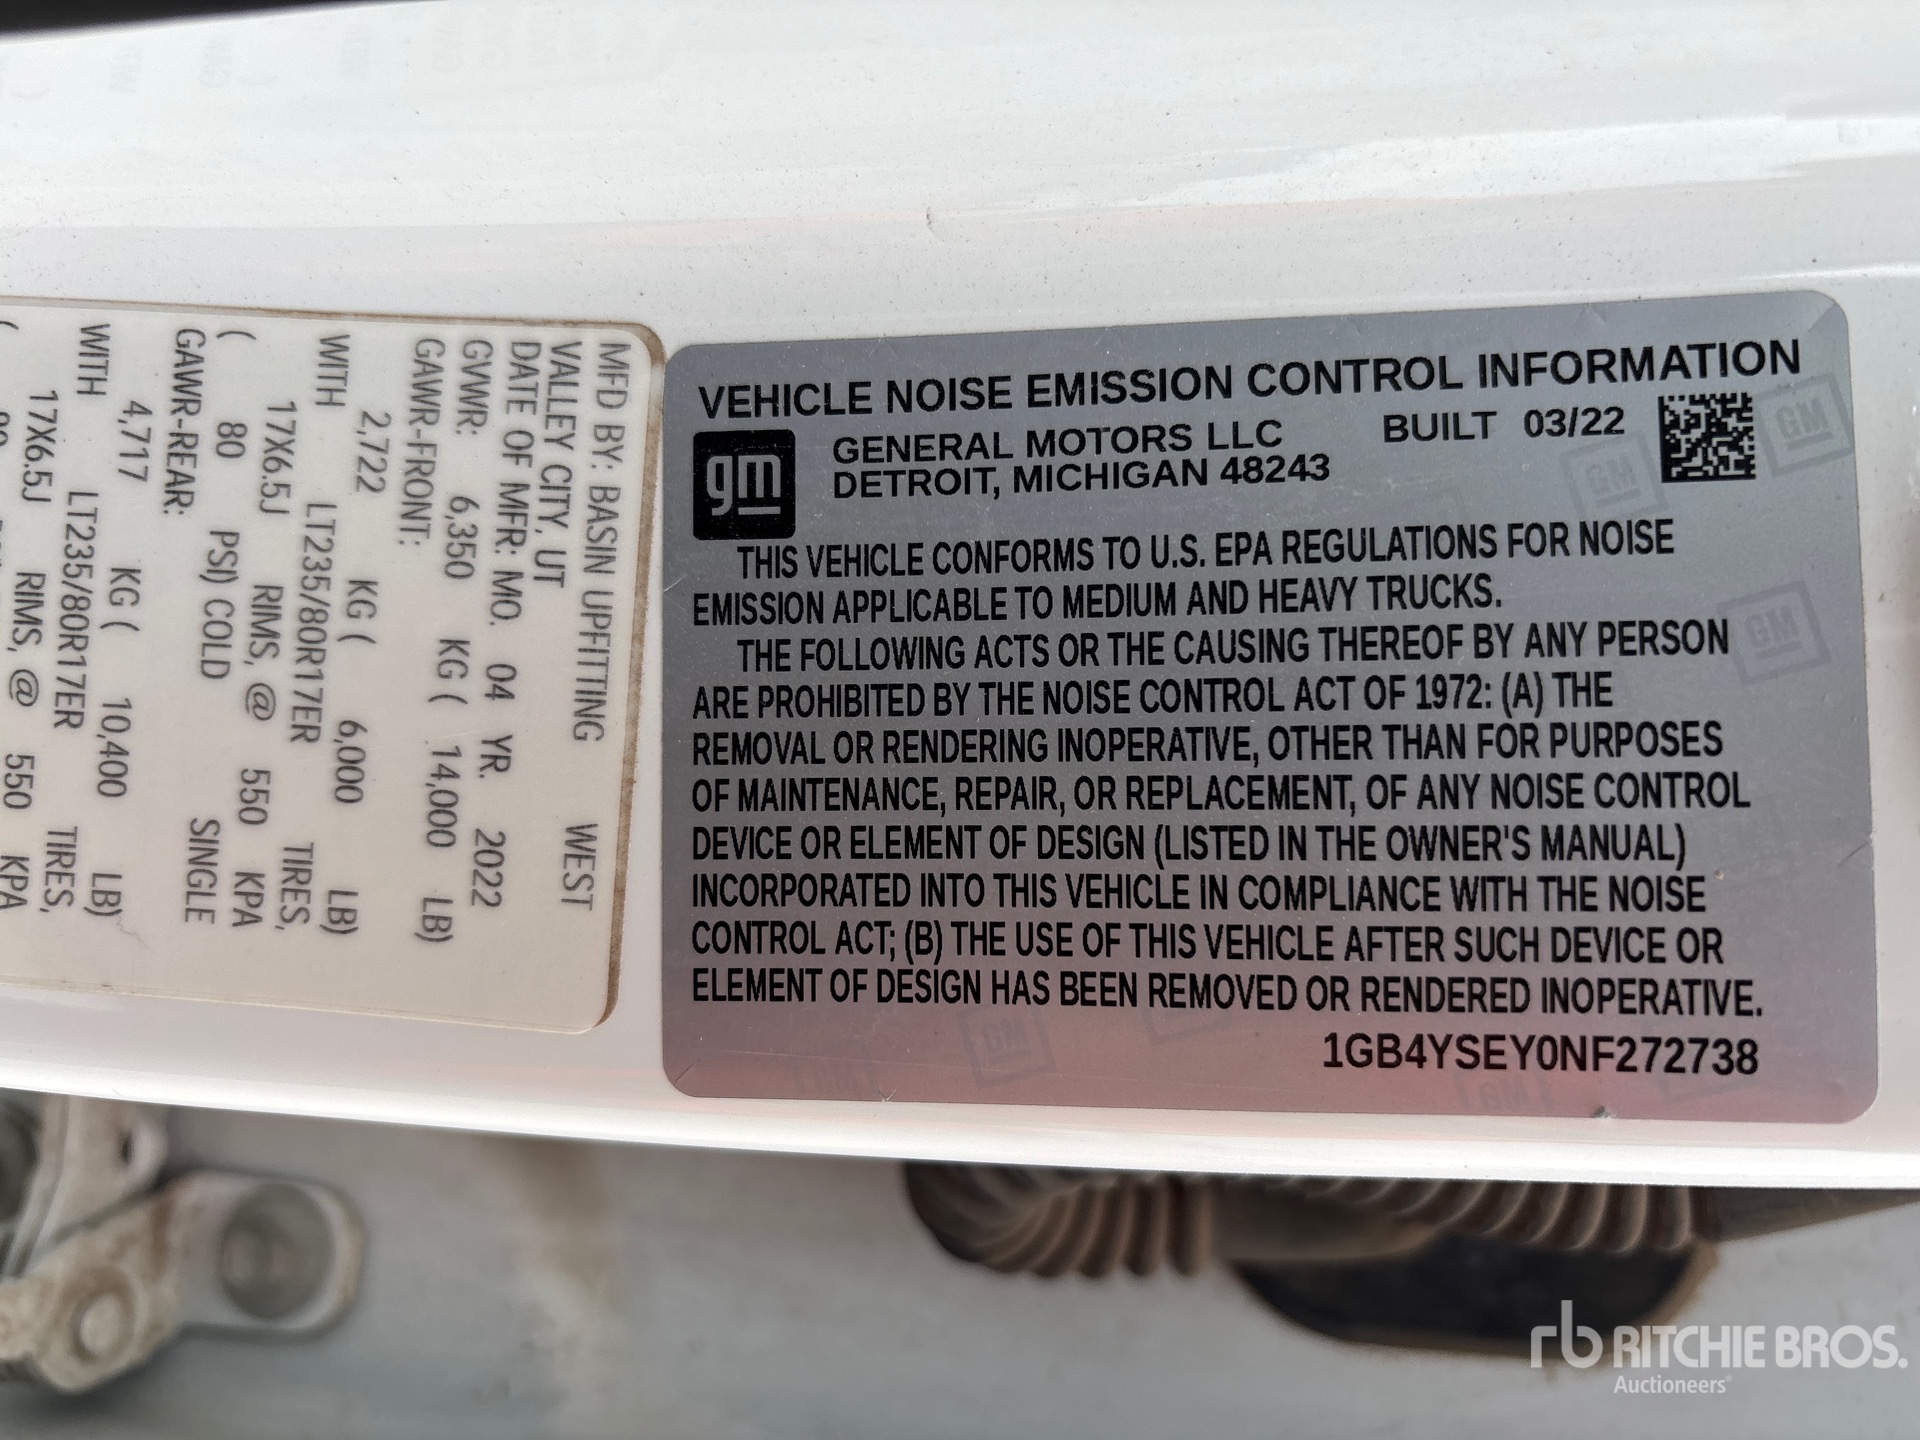 MFD BY: BASIN UPFITTING WEST
VALLEY CITY, UT
DATE OF MFR: MO. 04 YR. 2022
GVWR: 6,350 KG ( 14,000 LB)
GAWR-FRONT:
2,722 KG ( 6,000 LB)
WITH LT235/80R17ER TIRES,
17X6.5J RIMS, @ 550 KPA
( 80 PSI) COLD SINGLE
GAWR-REAR:
4,717 KG ( 10,400 LB)
WITH LT235/80R17ER TIRES,
17X6.5J RIMS, @ 550 KPA
VEHICLE NOISE EMISSION CONTROL INFORMATION
gm
GENERAL MOTORS LLC BUILT 03/22
DETROIT, MICHIGAN 48243
THIS VEHICLE CONFORMS TO U.S. EPA REGULATIONS FOR NOISE
EMISSION APPLICABLE TO MEDIUM AND HEAVY TRUCKS.
THE FOLLOWING ACTS OR THE CAUSING THEREOF BY ANY PERSON
ARE PROHIBITED BY THE NOISE CONTROL ACT OF 1972: (A) THE
REMOVAL OR RENDERING INOPERATIVE, OTHER THAN FOR PURPOSES
OF MAINTENANCE, REPAIR, OR REPLACEMENT, OF ANY NOISE CONTROL
DEVICE OR ELEMENT OF DESIGN (LISTED IN THE OWNER'S MANUAL)
INCORPORATED INTO THIS VEHICLE IN COMPLIANCE WITH THE NOISE
CONTROL ACT; (B) THE USE OF THIS VEHICLE AFTER SUCH DEVICE OR
ELEMENT OF DESIGN HAS BEEN REMOVED OR RENDERED INOPERATIVE.
1GB4YSEY0NF272738
GM
GM
GM
GM
rb RITCHIE BROS.
Auctioneers